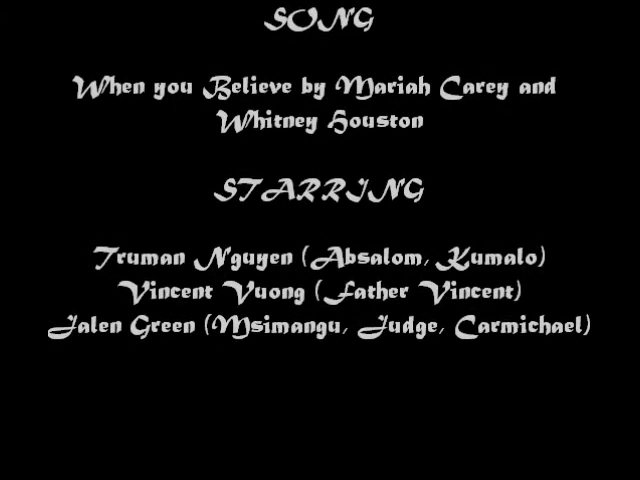 SONG
When you Believe by Mariah Carey and
Whitney Houston
STARRING
Truman Nguyen (Absalom, Kumalo)
Vincent Vuong (Father Vincent)
Jalen Green (Msimangu, Judge, Carmichael)